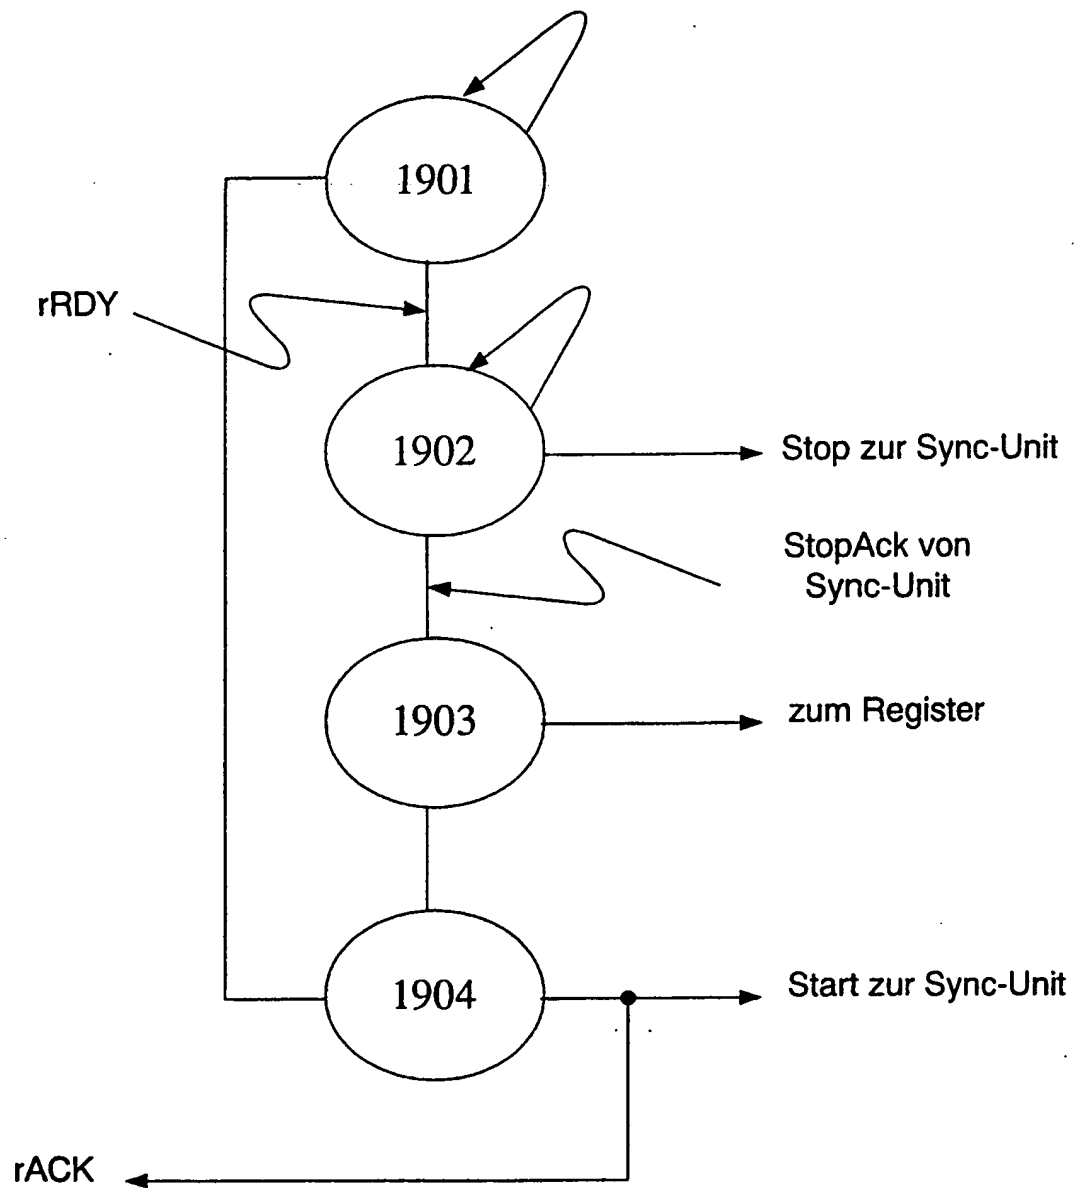 1901
rRDY
1902
Stop zur Sync-Unit
StopAck von
Sync-Unit
1903
zum Register
1904
Start zur Sync-Unit
rACK